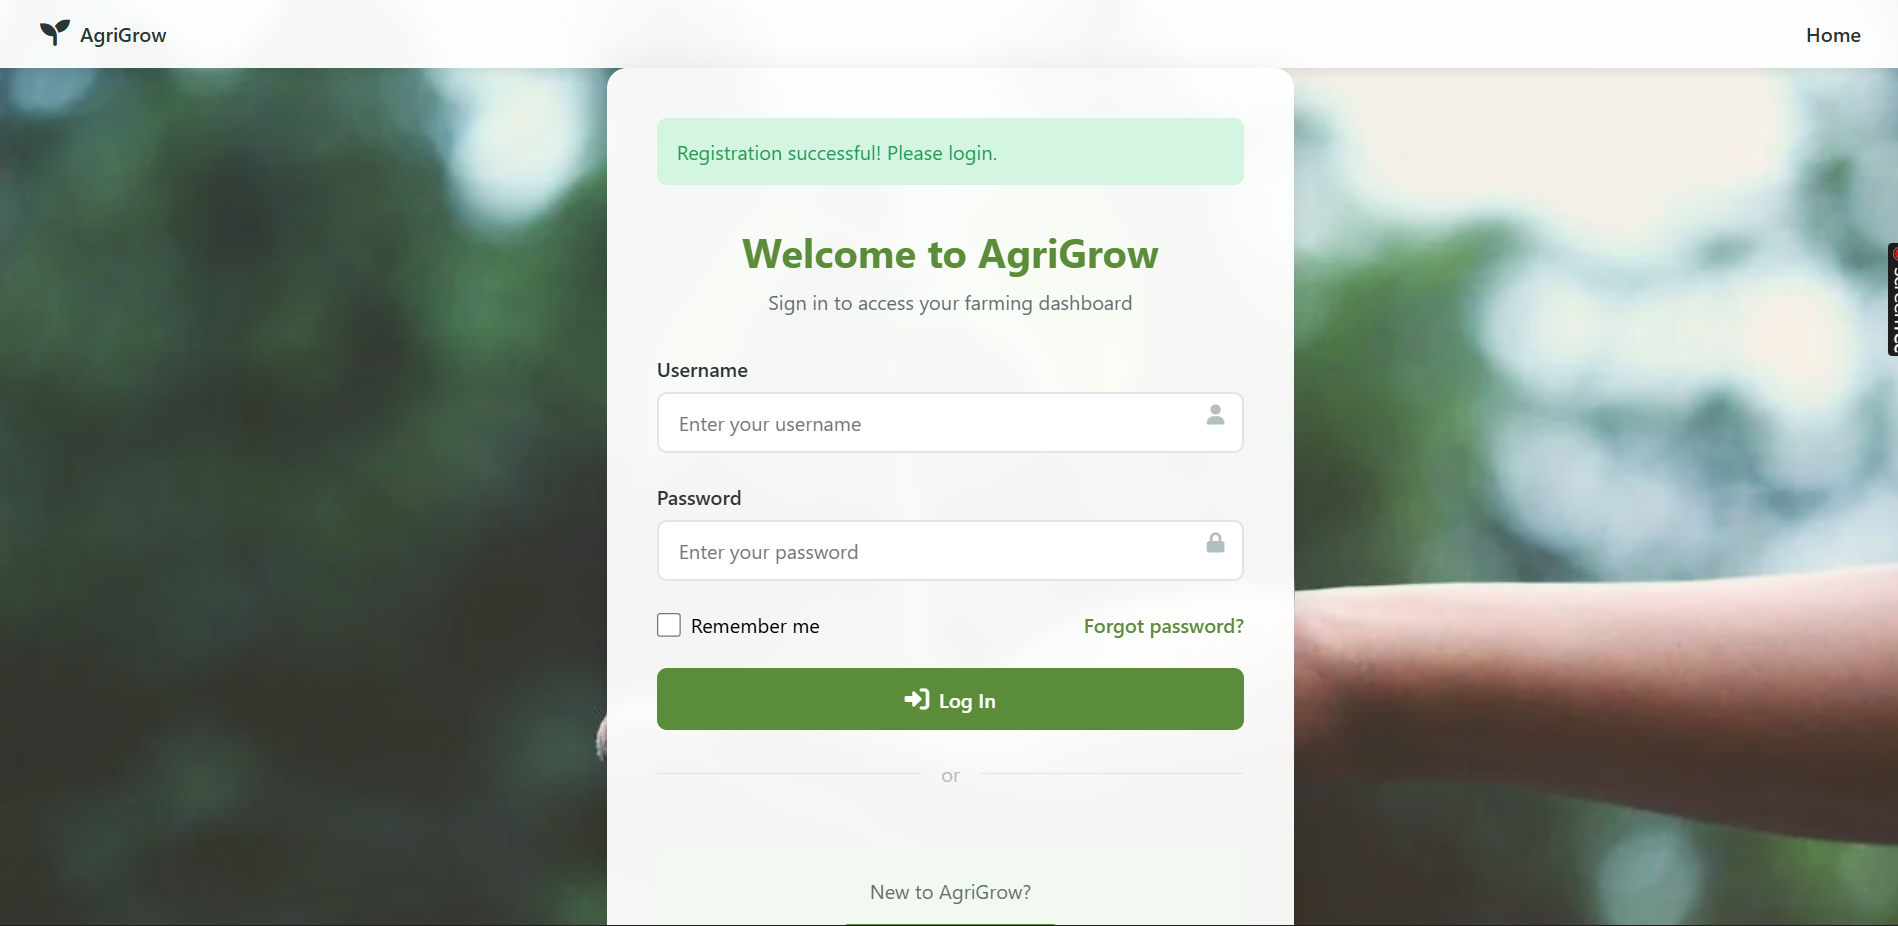 AgriGrow
Home
Registration successful! Please login.
Welcome to AgriGrow
Sign in to access your farming dashboard
Username
Enter your username
Password
Enter your password
Remember me
Forgot password?
Log In
or
New to AgriGrow?